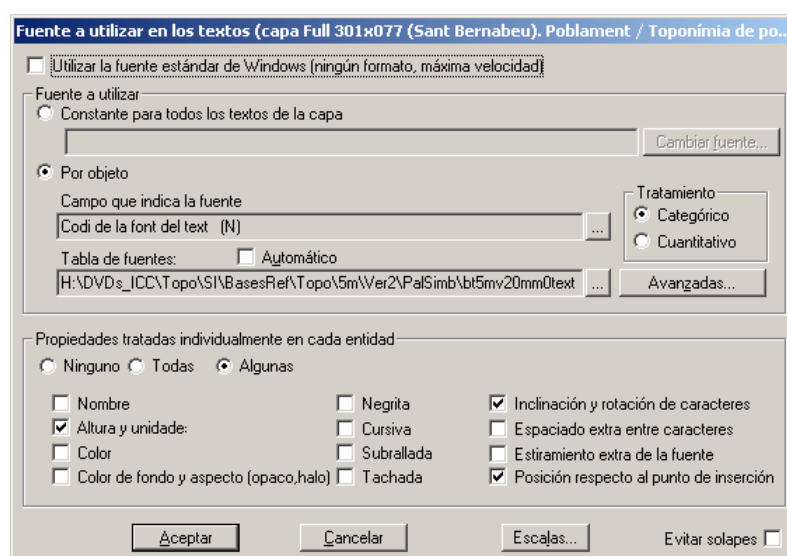 Fuente a utilizar en los textos (capa Full 301x077 (Sant Bernabeu). Poblament / Toponímia de po...
Utilizar la fuente estándar de Windows (ningún formato, máxima velocidad)
Fuente a utilizar
Constante para todos los textos de la capa
Cambiar fuente...
Por objeto
Campo que indica la fuente
Codi de la font del text (N)
...
Tratamiento
Categórico
Cuantitativo
Tabla de fuentes:
Automático
H:\DVDs_ICC\Topo\SI\BasesRef\Topo\5m\Ver2\PalSimb\bt5mv20mm0text
...
Avanzadas...
Propiedades tratadas individualmente en cada entidad
Ninguno Todas Algunas
Nombre Negrita Inclinación y rotación de caracteres
Altura y unidade: Cursiva Espaciado extra entre caracteres
Color Subrallada Estiramiento extra de la fuente
Color de fondo y aspecto (opaco,halo) Tachada Posición respecto al punto de inserción
Aceptar Cancelar Escalas... Evitar solapes